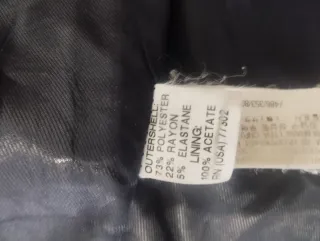 OUTERSHELL:
73% POLYESTER
22% RAYON
5% ELASTANE
LINING:
100% ACETATE
RN (USA) 77302